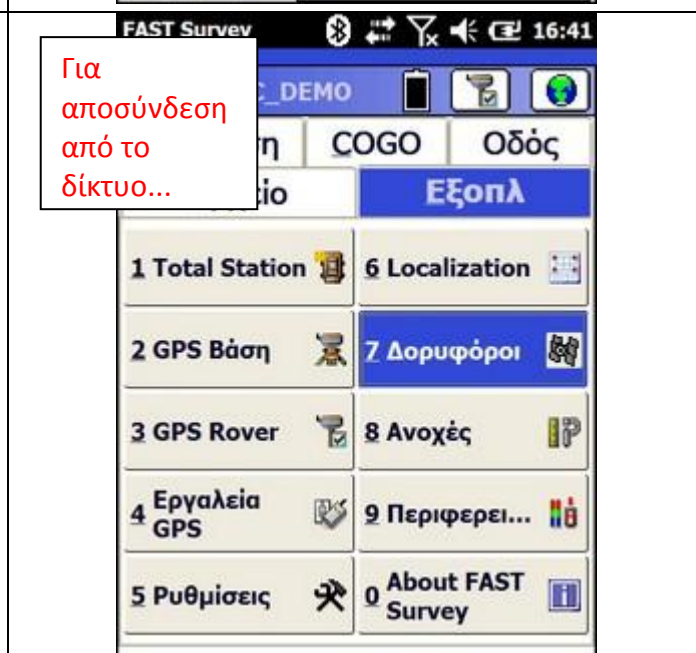 FAST Survey 16:41
Για
αποσύνδεση
από το
δίκτυο...
C_DEMO
η COGO Οδός
ίο Εξοπλ
1 Total Station 6 Localization
2 GPS Βάση 7 Δορυφόροι
3 GPS Rover 8 Ανοχές
4 Εργαλεία GPS 9 Περιφερει...
5 Ρυθμίσεις 0 About FAST Survey